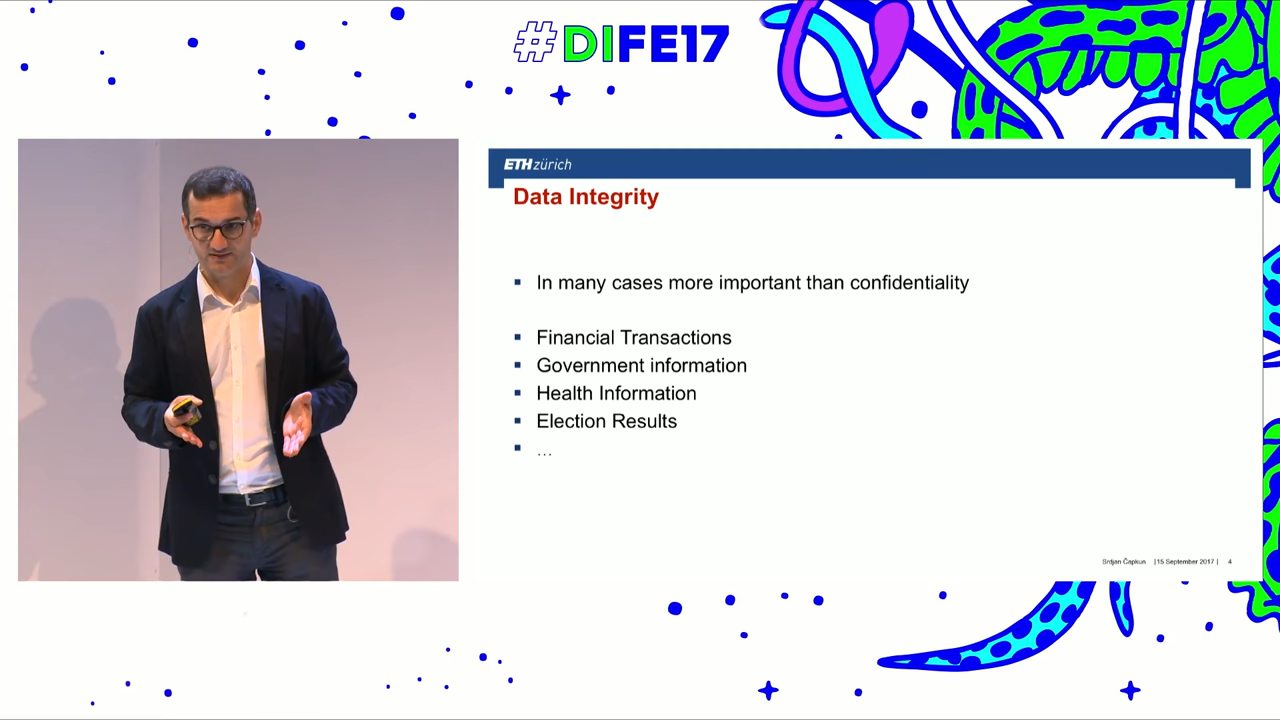 #DIFE17
ETH zürich
Data Integrity
In many cases more important than confidentiality
Financial Transactions
Government information
Health Information
Election Results
…
Srdjan Čapkun | 15 September 2017 | 4